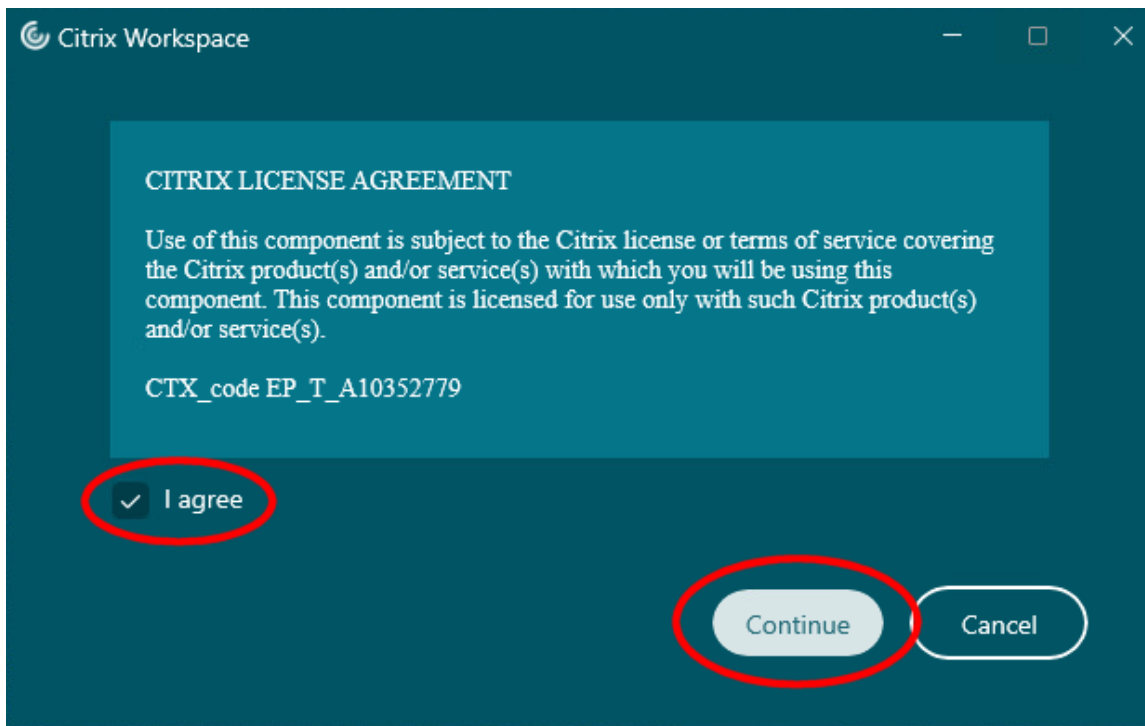 Citrix Workspace
CITRIX LICENSE AGREEMENT
Use of this component is subject to the Citrix license or terms of service covering
the Citrix product(s) and/or service(s) with which you will be using this
component. This component is licensed for use only with such Citrix product(s)
and/or service(s).
CTX_code EP_T_A10352779
I agree
Continue
Cancel